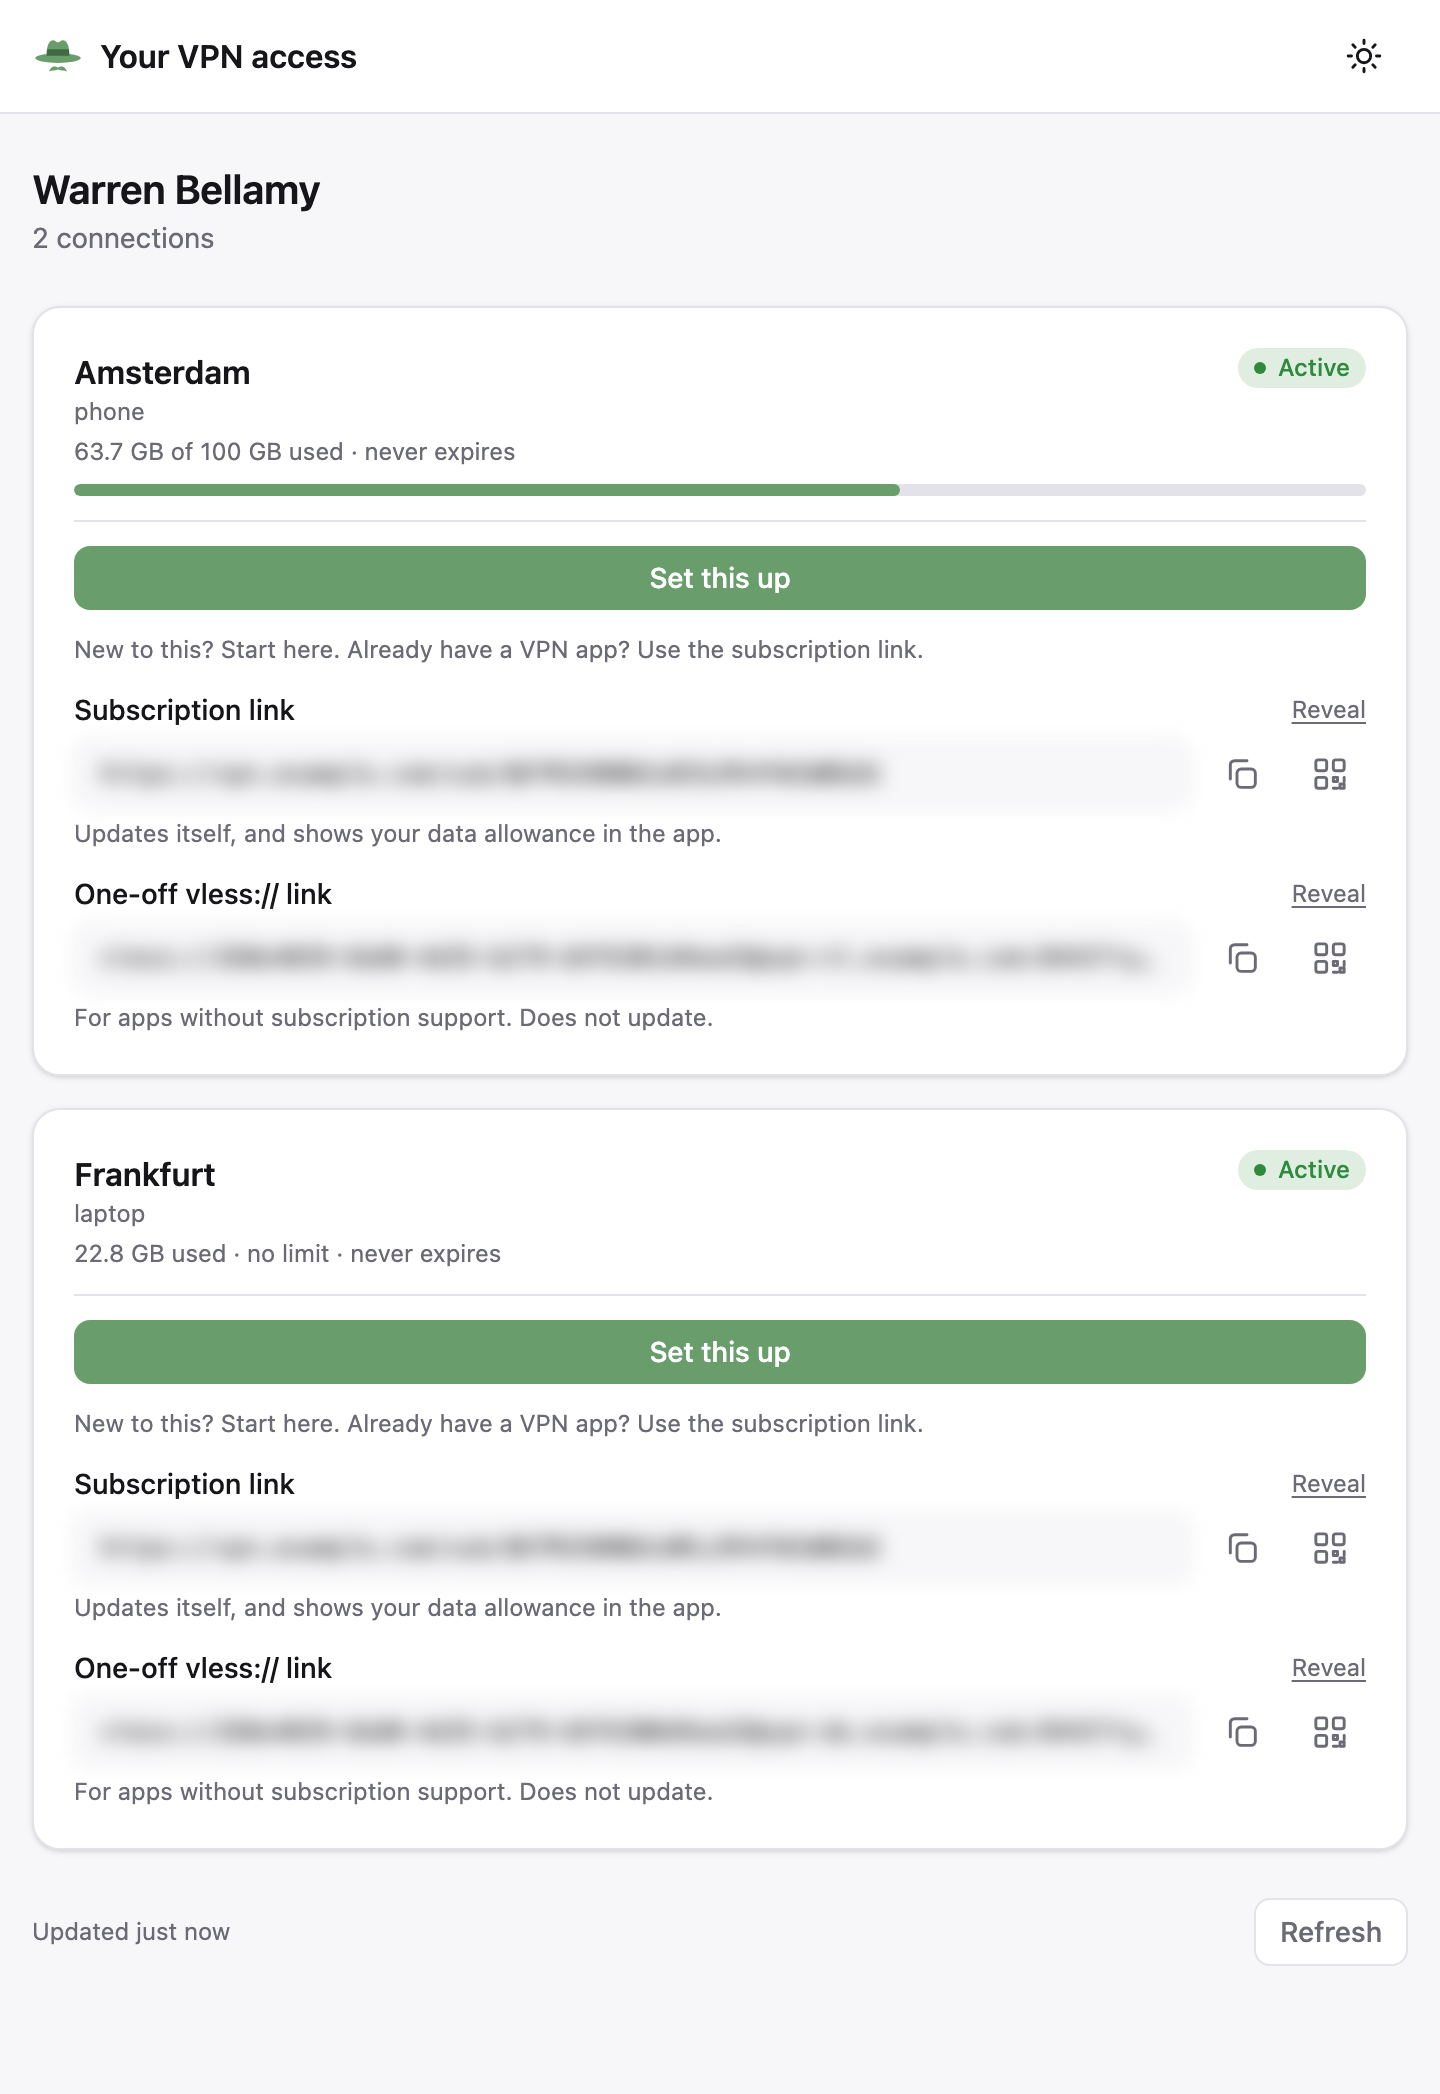 Your VPN access
Warren Bellamy
2 connections
Amsterdam
Active
phone
63.7 GB of 100 GB used · never expires
Set this up
New to this? Start here. Already have a VPN app? Use the subscription link.
Subscription link
Reveal
Updates itself, and shows your data allowance in the app.
One-off vless:// link
Reveal
For apps without subscription support. Does not update.
Frankfurt
Active
laptop
22.8 GB used · no limit · never expires
Set this up
New to this? Start here. Already have a VPN app? Use the subscription link.
Subscription link
Reveal
Updates itself, and shows your data allowance in the app.
One-off vless:// link
Reveal
For apps without subscription support. Does not update.
Updated just now
Refresh